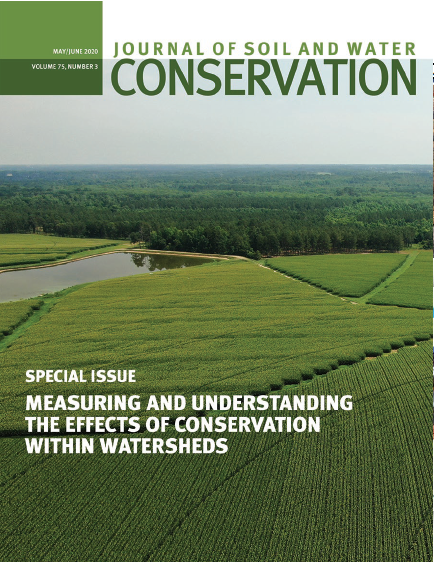 MAY/JUNE 2020
VOLUME 75, NUMBER 3
JOURNAL OF SOIL AND WATER
CONSERVATION
SPECIAL ISSUE
MEASURING AND UNDERSTANDING
THE EFFECTS OF CONSERVATION
WITHIN WATERSHEDS